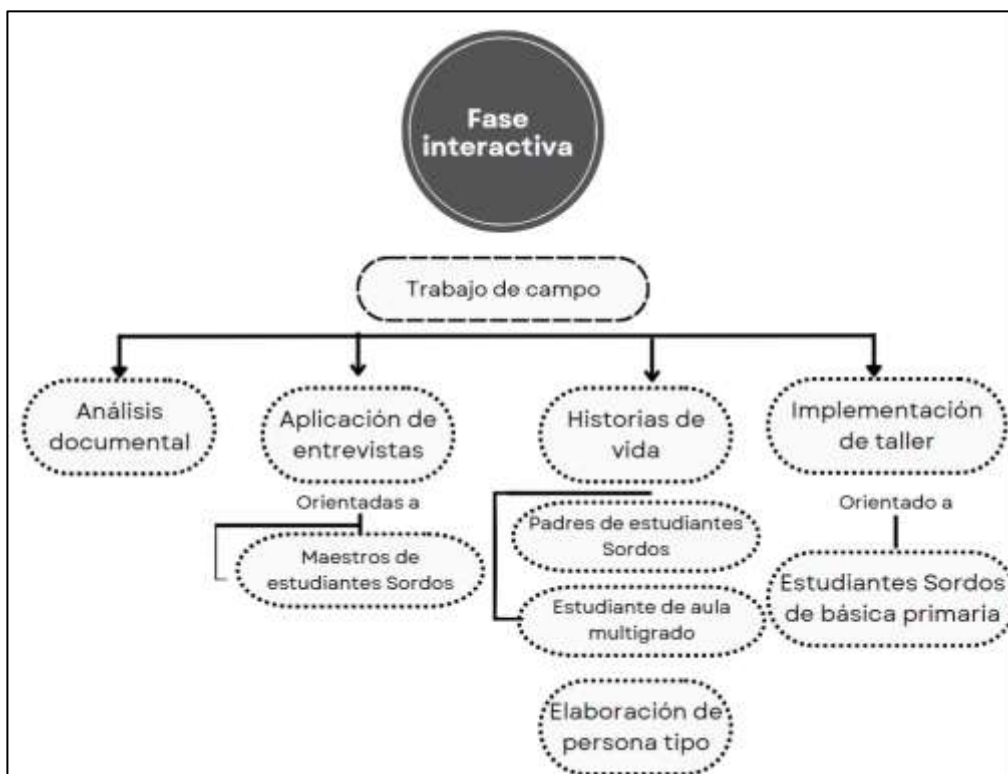 Fase
interactiva
Trabajo de campo
Análisis
documental
Aplicación de
entrevistas
Orientadas a
Maestros de
estudiantes Sordos
Historias de
vida
Padres de estudiantes
Sordos
Estudiante de aula
multigrado
Elaboración de
persona tipo
Implementación
de taller
Orientado a
Estudiantes Sordos
de básica primaria